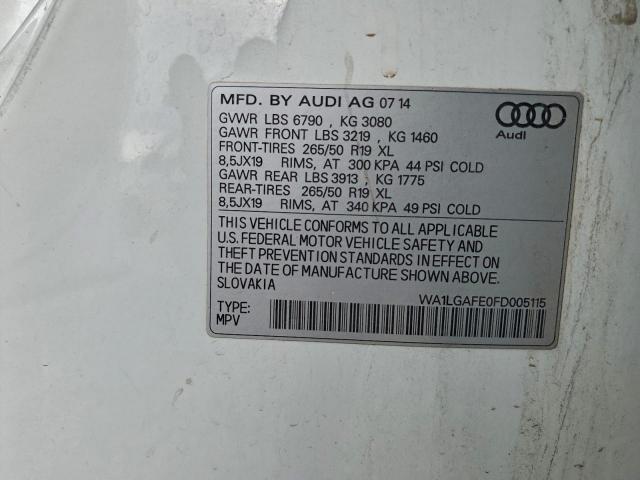 MFD. BY AUDI AG 07 14
GVWR LBS 6790 , KG 3080
GAWR FRONT LBS 3219 , KG 1460
FRONT-TIRES 265/50 R19 XL
8,5JX19 RIMS, AT 300 KPA 44 PSI COLD
GAWR REAR LBS 3913 , KG 1775
REAR-TIRES 265/50 R19 XL
8,5JX19 RIMS, AT 340 KPA 49 PSI COLD
Audi
THIS VEHICLE CONFORMS TO ALL APPLICABLE
U.S. FEDERAL MOTOR VEHICLE SAFETY AND
THEFT PREVENTION STANDARDS IN EFFECT ON
THE DATE OF MANUFACTURE SHOWN ABOVE.
SLOVAKIA
WA1LGAFE0FD005115
TYPE:
MPV